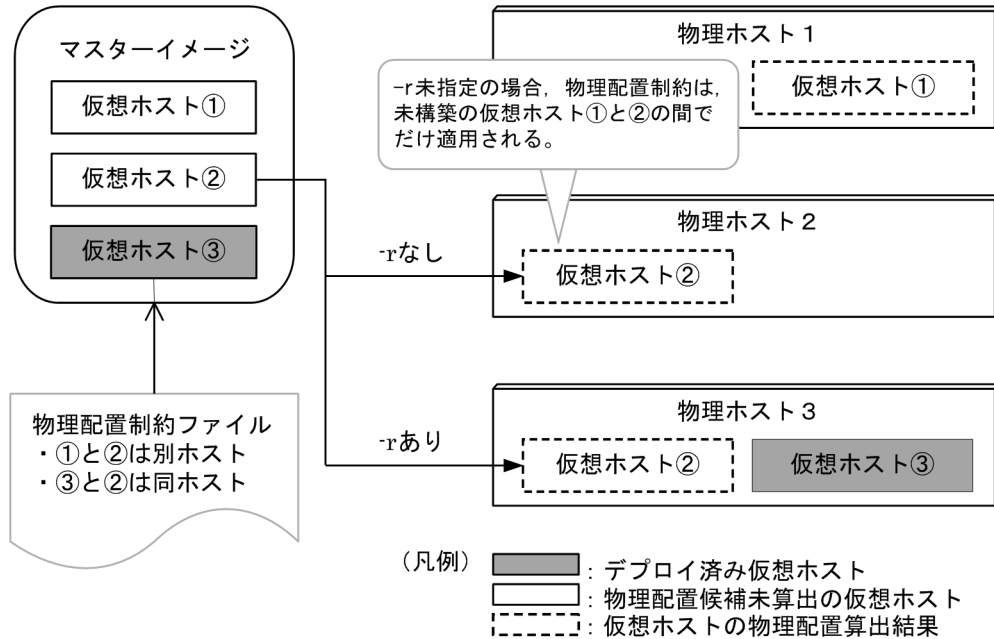 マスターイメージ
仮想ホスト①
仮想ホスト②
仮想ホスト③
物理配置制約ファイル
・①と②は別ホスト
・③と②は同ホスト
-rなし
-rあり
物理ホスト1
仮想ホスト①
-r未指定の場合，物理配置制約は，
未構築の仮想ホスト①と②の間で
だけ適用される。
物理ホスト2
仮想ホスト②
物理ホスト3
仮想ホスト②
仮想ホスト③
(凡例)
：デプロイ済み仮想ホスト
：物理配置候補未算出の仮想ホスト
：仮想ホストの物理配置算出結果